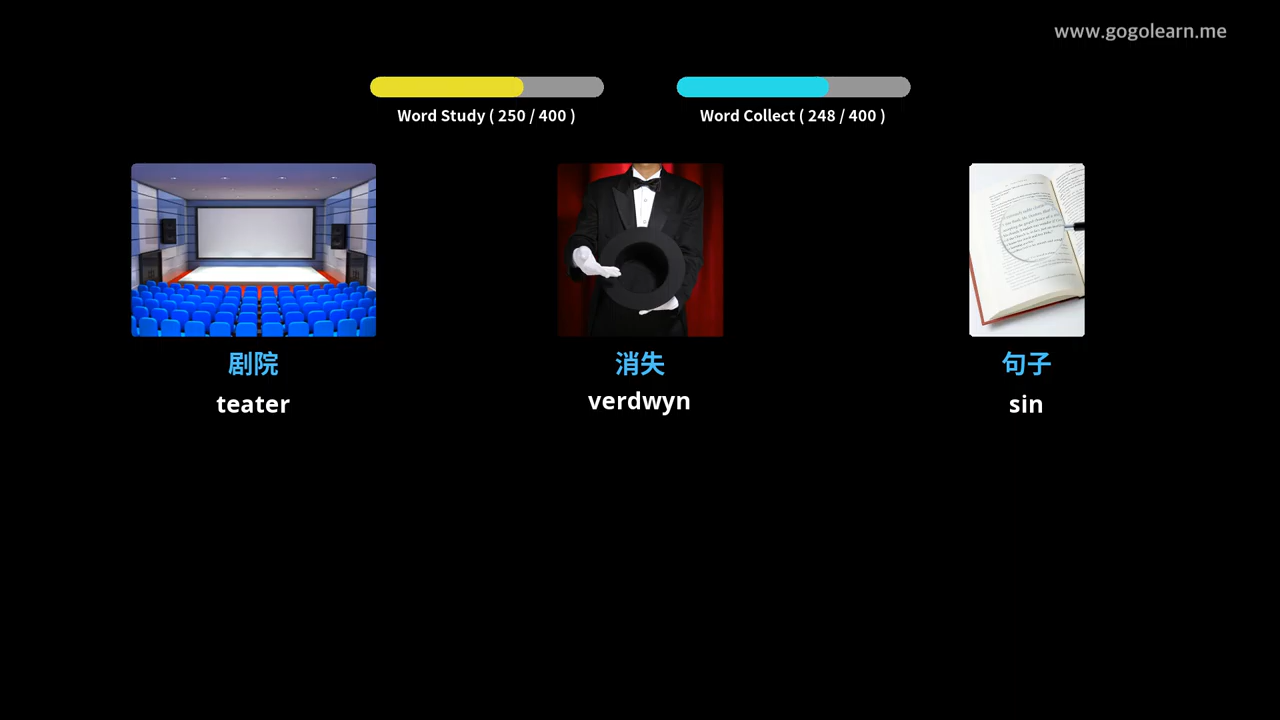 www.gogolearn.me
Word Study ( 250 / 400 )
Word Collect ( 248 / 400 )
剧院
消失
句子
teater
verdwyn
sin